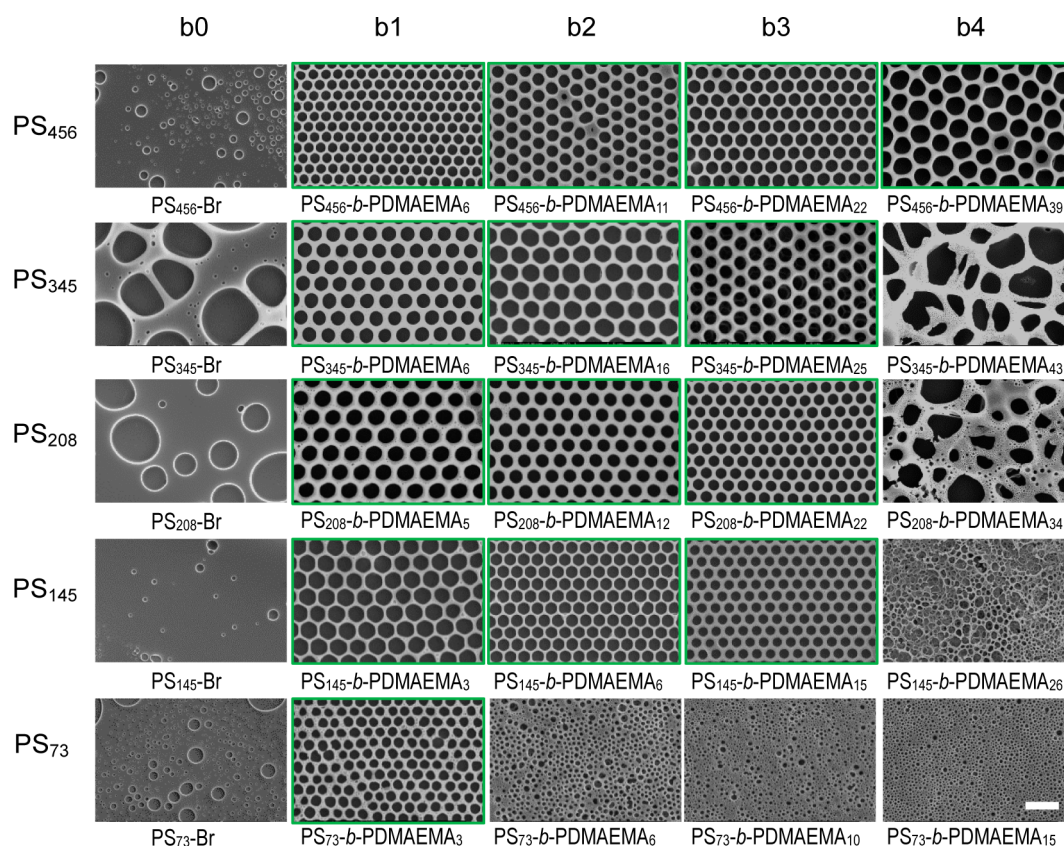 b0 b1 b2 b3 b4
PS₄₅₆
PS₄₅₆-Br PS₄₅₆-b-PDMAEMA₆ PS₄₅₆-b-PDMAEMA₁₁ PS₄₅₆-b-PDMAEMA₂₂ PS₄₅₆-b-PDMAEMA₃₉
PS₃₄₅
PS₃₄₅-Br PS₃₄₅-b-PDMAEMA₆ PS₃₄₅-b-PDMAEMA₁₆ PS₃₄₅-b-PDMAEMA₂₅ PS₃₄₅-b-PDMAEMA₄₃
PS₂₀₈
PS₂₀₈-Br PS₂₀₈-b-PDMAEMA₅ PS₂₀₈-b-PDMAEMA₁₂ PS₂₀₈-b-PDMAEMA₂₂ PS₂₀₈-b-PDMAEMA₃₄
PS₁₄₅
PS₁₄₅-Br PS₁₄₅-b-PDMAEMA₃ PS₁₄₅-b-PDMAEMA₆ PS₁₄₅-b-PDMAEMA₁₅ PS₁₄₅-b-PDMAEMA₂₆
PS₇₃
PS₇₃-Br PS₇₃-b-PDMAEMA₃ PS₇₃-b-PDMAEMA₆ PS₇₃-b-PDMAEMA₁₀ PS₇₃-b-PDMAEMA₁₅